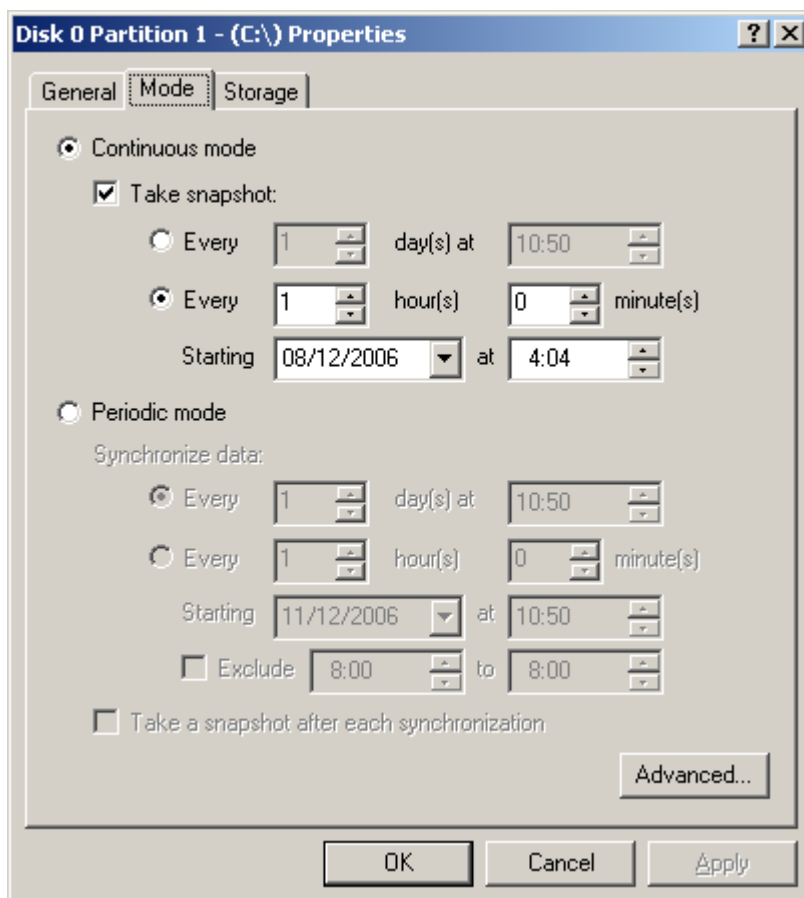 Disk 0 Partition 1 - (C:\) Properties
General Mode Storage
Continuous mode
Take snapshot:
Every 1 day(s) at 10:50
Every 1 hour(s) 0 minute(s)
Starting 08/12/2006 at 4:04
Periodic mode
Synchronize data:
Every 1 day(s) at 10:50
Every 1 hour(s) 0 minute(s)
Starting 11/12/2006 at 10:50
Exclude 8:00 to 8:00
Take a snapshot after each synchronization
Advanced...
OK Cancel Apply